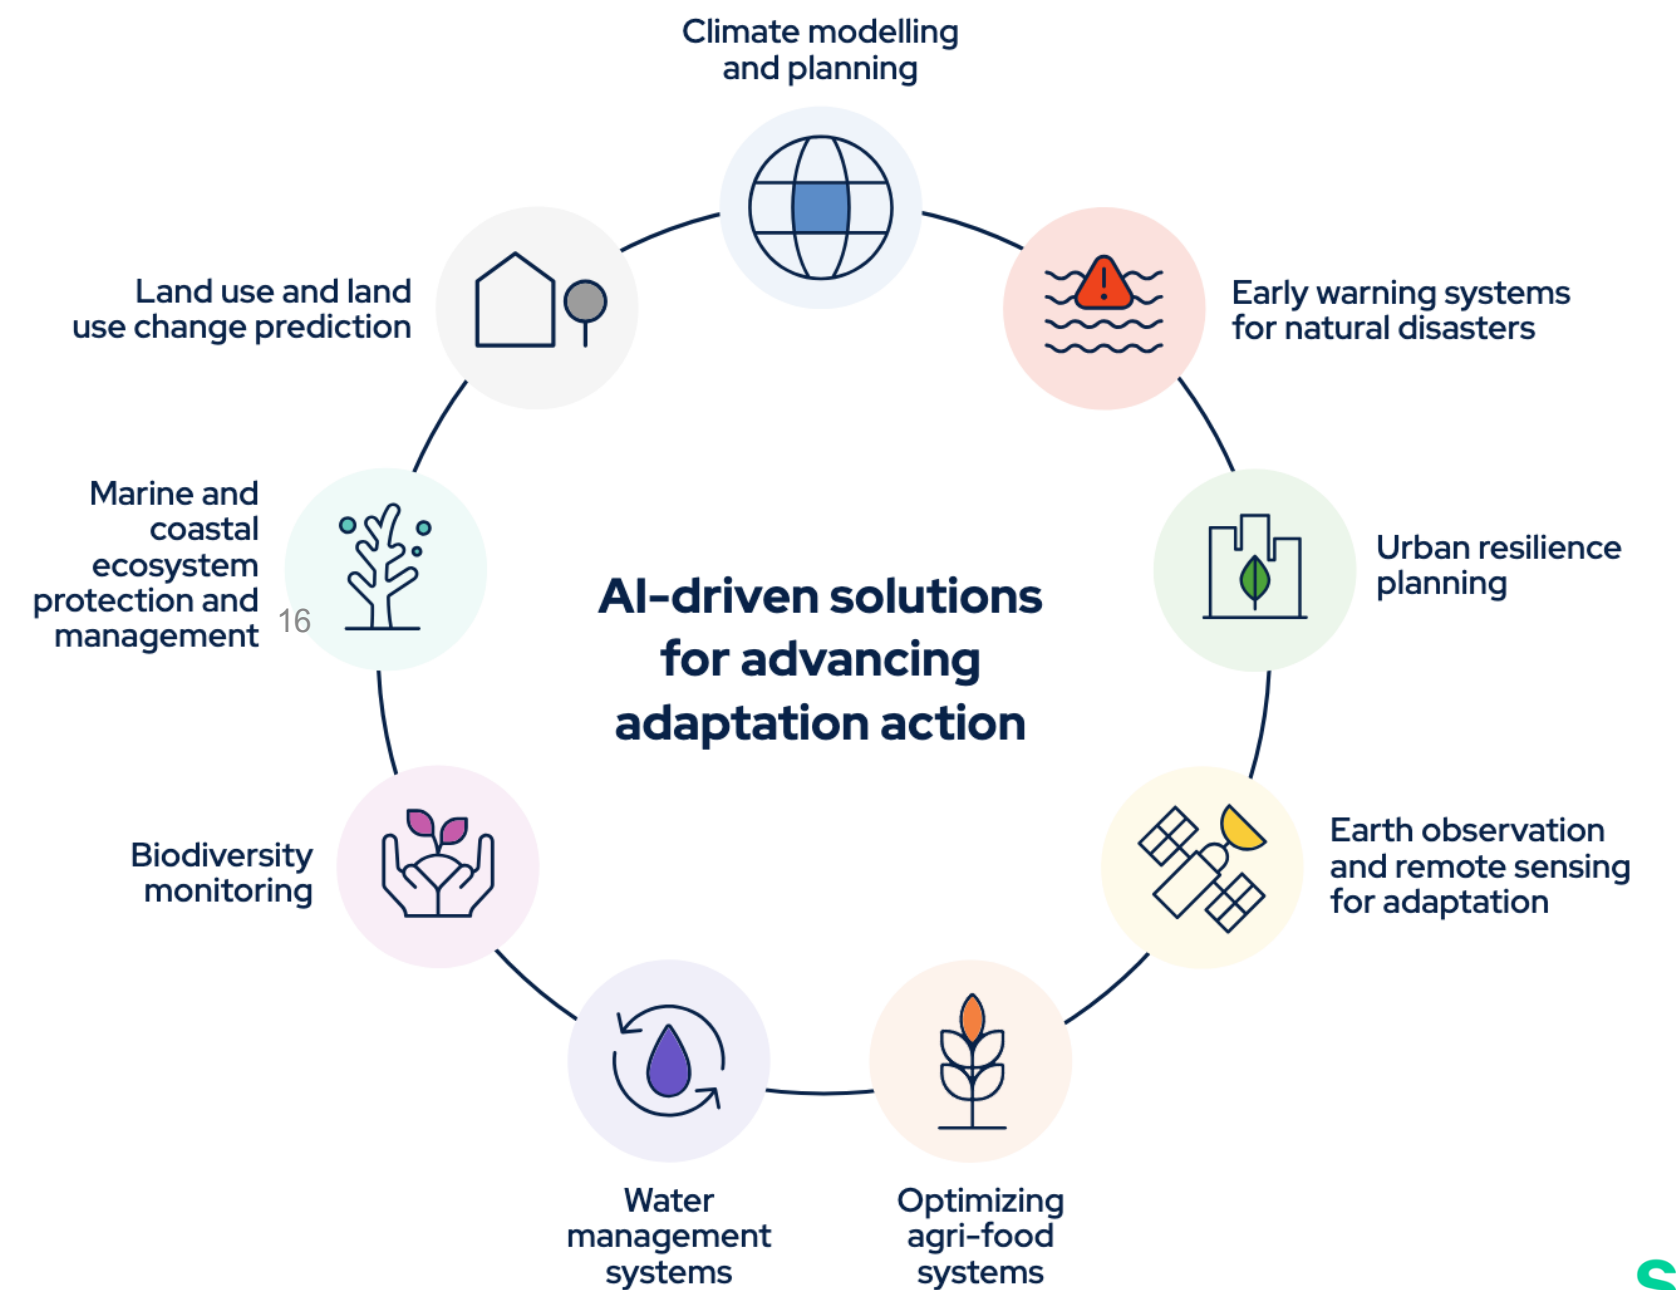 Climate modelling
and planning
Early warning systems
for natural disasters
Urban resilience
planning
Earth observation
and remote sensing
for adaptation
Optimizing
agri-food
systems
Water
management
systems
Biodiversity
monitoring
Marine and
coastal
ecosystem
protection and
management
16
Land use and land
use change prediction
AI-driven solutions
for advancing
adaptation action
s